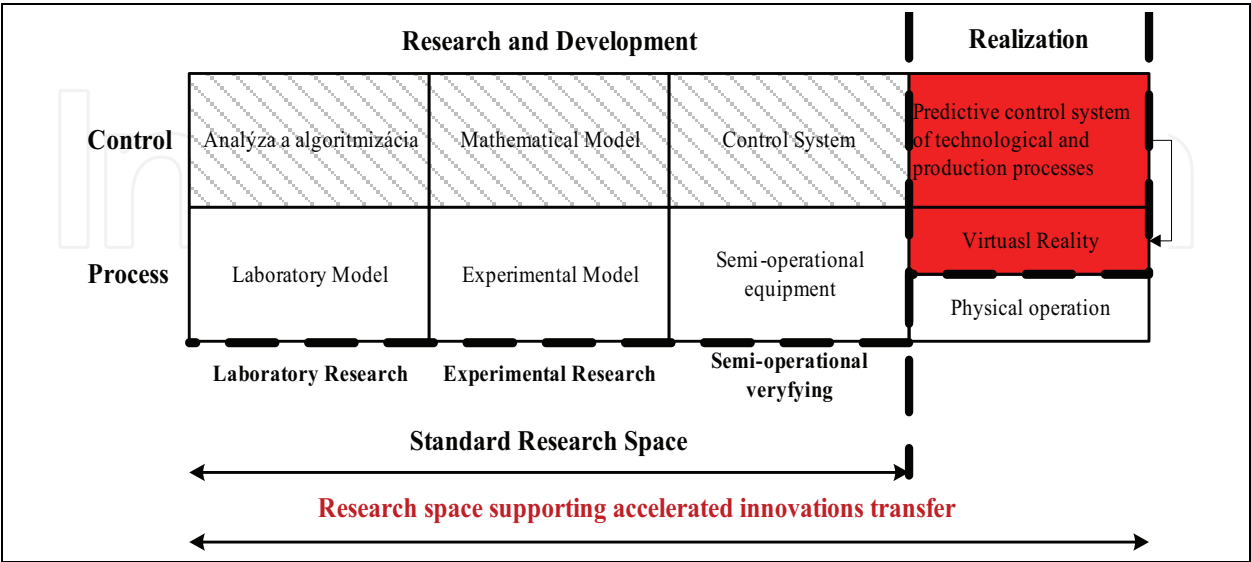 Research and Development
Realization
Control
Analýza a algoritmizácia
Mathematical Model
Control System
Predictive control system
of technological and
production processes
Process
Laboratory Model
Experimental Model
Semi-operational
equipment
Virtuasl Reality
Physical operation
Laboratory Research
Experimental Research
Semi-operational
veryfying
Standard Research Space
Research space supporting accelerated innovations transfer